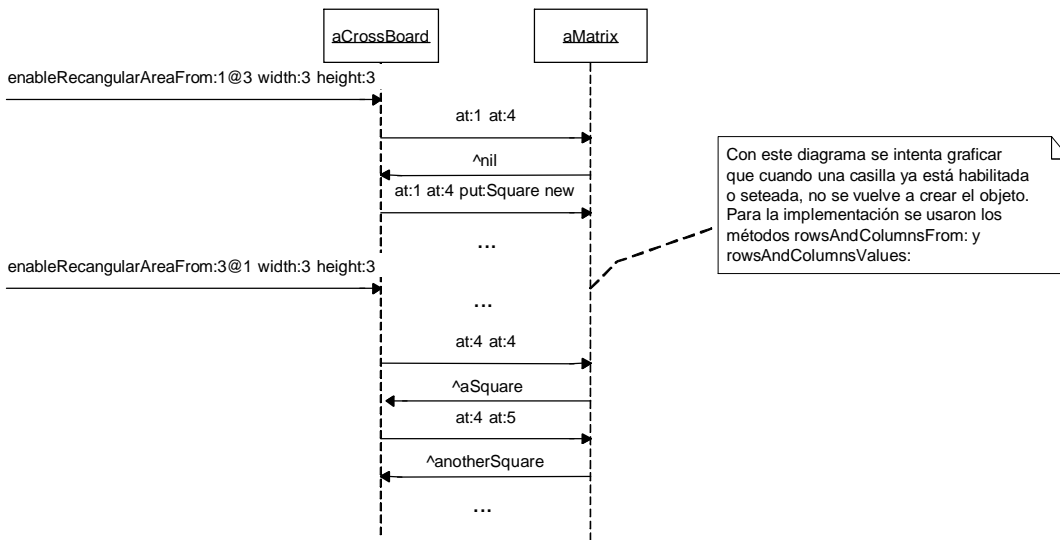 aCrossBoard
aMatrix
enableRecangularAreaFrom:1@3 width:3 height:3
at:1 at:4
^nil
at:1 at:4 put:Square new
...
Con este diagrama se intenta graficar
que cuando una casilla ya está habilitada
o seteada, no se vuelve a crear el objeto.
Para la implementación se usaron los
métodos rowsAndColumnsFrom: y
rowsAndColumnsValues:
enableRecangularAreaFrom:3@1 width:3 height:3
...
at:4 at:4
^aSquare
at:4 at:5
^anotherSquare
...